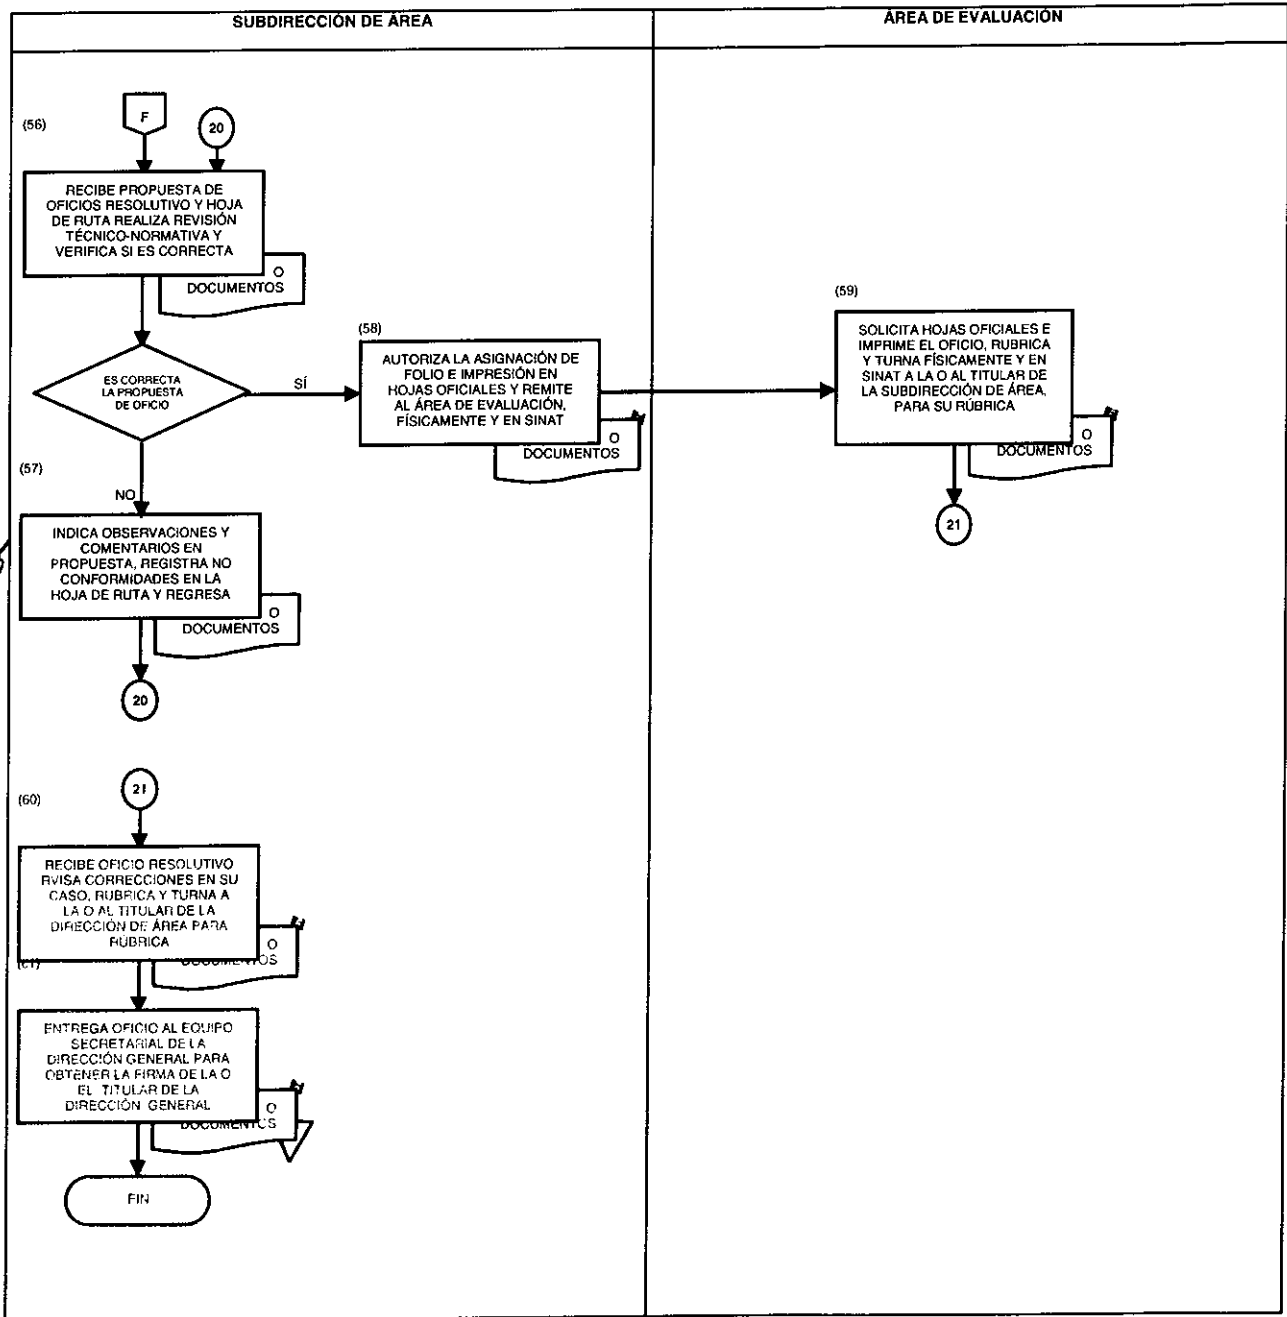 SUBDIRECCIÓN DE ÁREA
ÁREA DE EVALUACIÓN
(56)
F
20
RECIBE PROPUESTA DE
OFICIOS RESOLUTIVO Y HOJA
DE RUTA REALIZA REVISIÓN
TÉCNICO-NORMATIVA Y
VERIFICA SI ES CORRECTA
O
DOCUMENTOS
ES CORRECTA
LA PROPUESTA
DE OFICIO
SÍ
(58)
AUTORIZA LA ASIGNACIÓN DE
FOLIO E IMPRESIÓN EN
HOJAS OFICIALES Y REMITE
AL ÁREA DE EVALUACIÓN,
FÍSICAMENTE Y EN SINAT
O
DOCUMENTOS
(59)
SOLICITA HOJAS OFICIALES E
IMPRIME EL OFICIO, RUBRICA
Y TURNA FÍSICAMENTE Y EN
SINAT A LA O AL TITULAR DE
LA SUBDIRECCIÓN DE ÁREA,
PARA SU RÚBRICA
O
DOCUMENTOS
21
(57)
NO
INDICA OBSERVACIONES Y
COMENTARIOS EN
PROPUESTA, REGISTRA NO
CONFORMIDADES EN LA
HOJA DE RUTA Y REGRESA
O
DOCUMENTOS
20
21
(60)
RECIBE OFICIO RESOLUTIVO
RVISA CORRECCIONES EN SU
CASO, RUBRICA Y TURNA A
LA O AL TITULAR DE LA
DIRECCIÓN DE ÁREA PARA
RÚBRICA
O
DOCUMENTOS
(61)
ENTREGA OFICIO AL EQUIPO
SECRETARIAL DE LA
DIRECCIÓN GENERAL PARA
OBTENER LA FIRMA DE LA O
EL TITULAR DE LA
DIRECCIÓN GENERAL
O
DOCUMENTOS
FIN